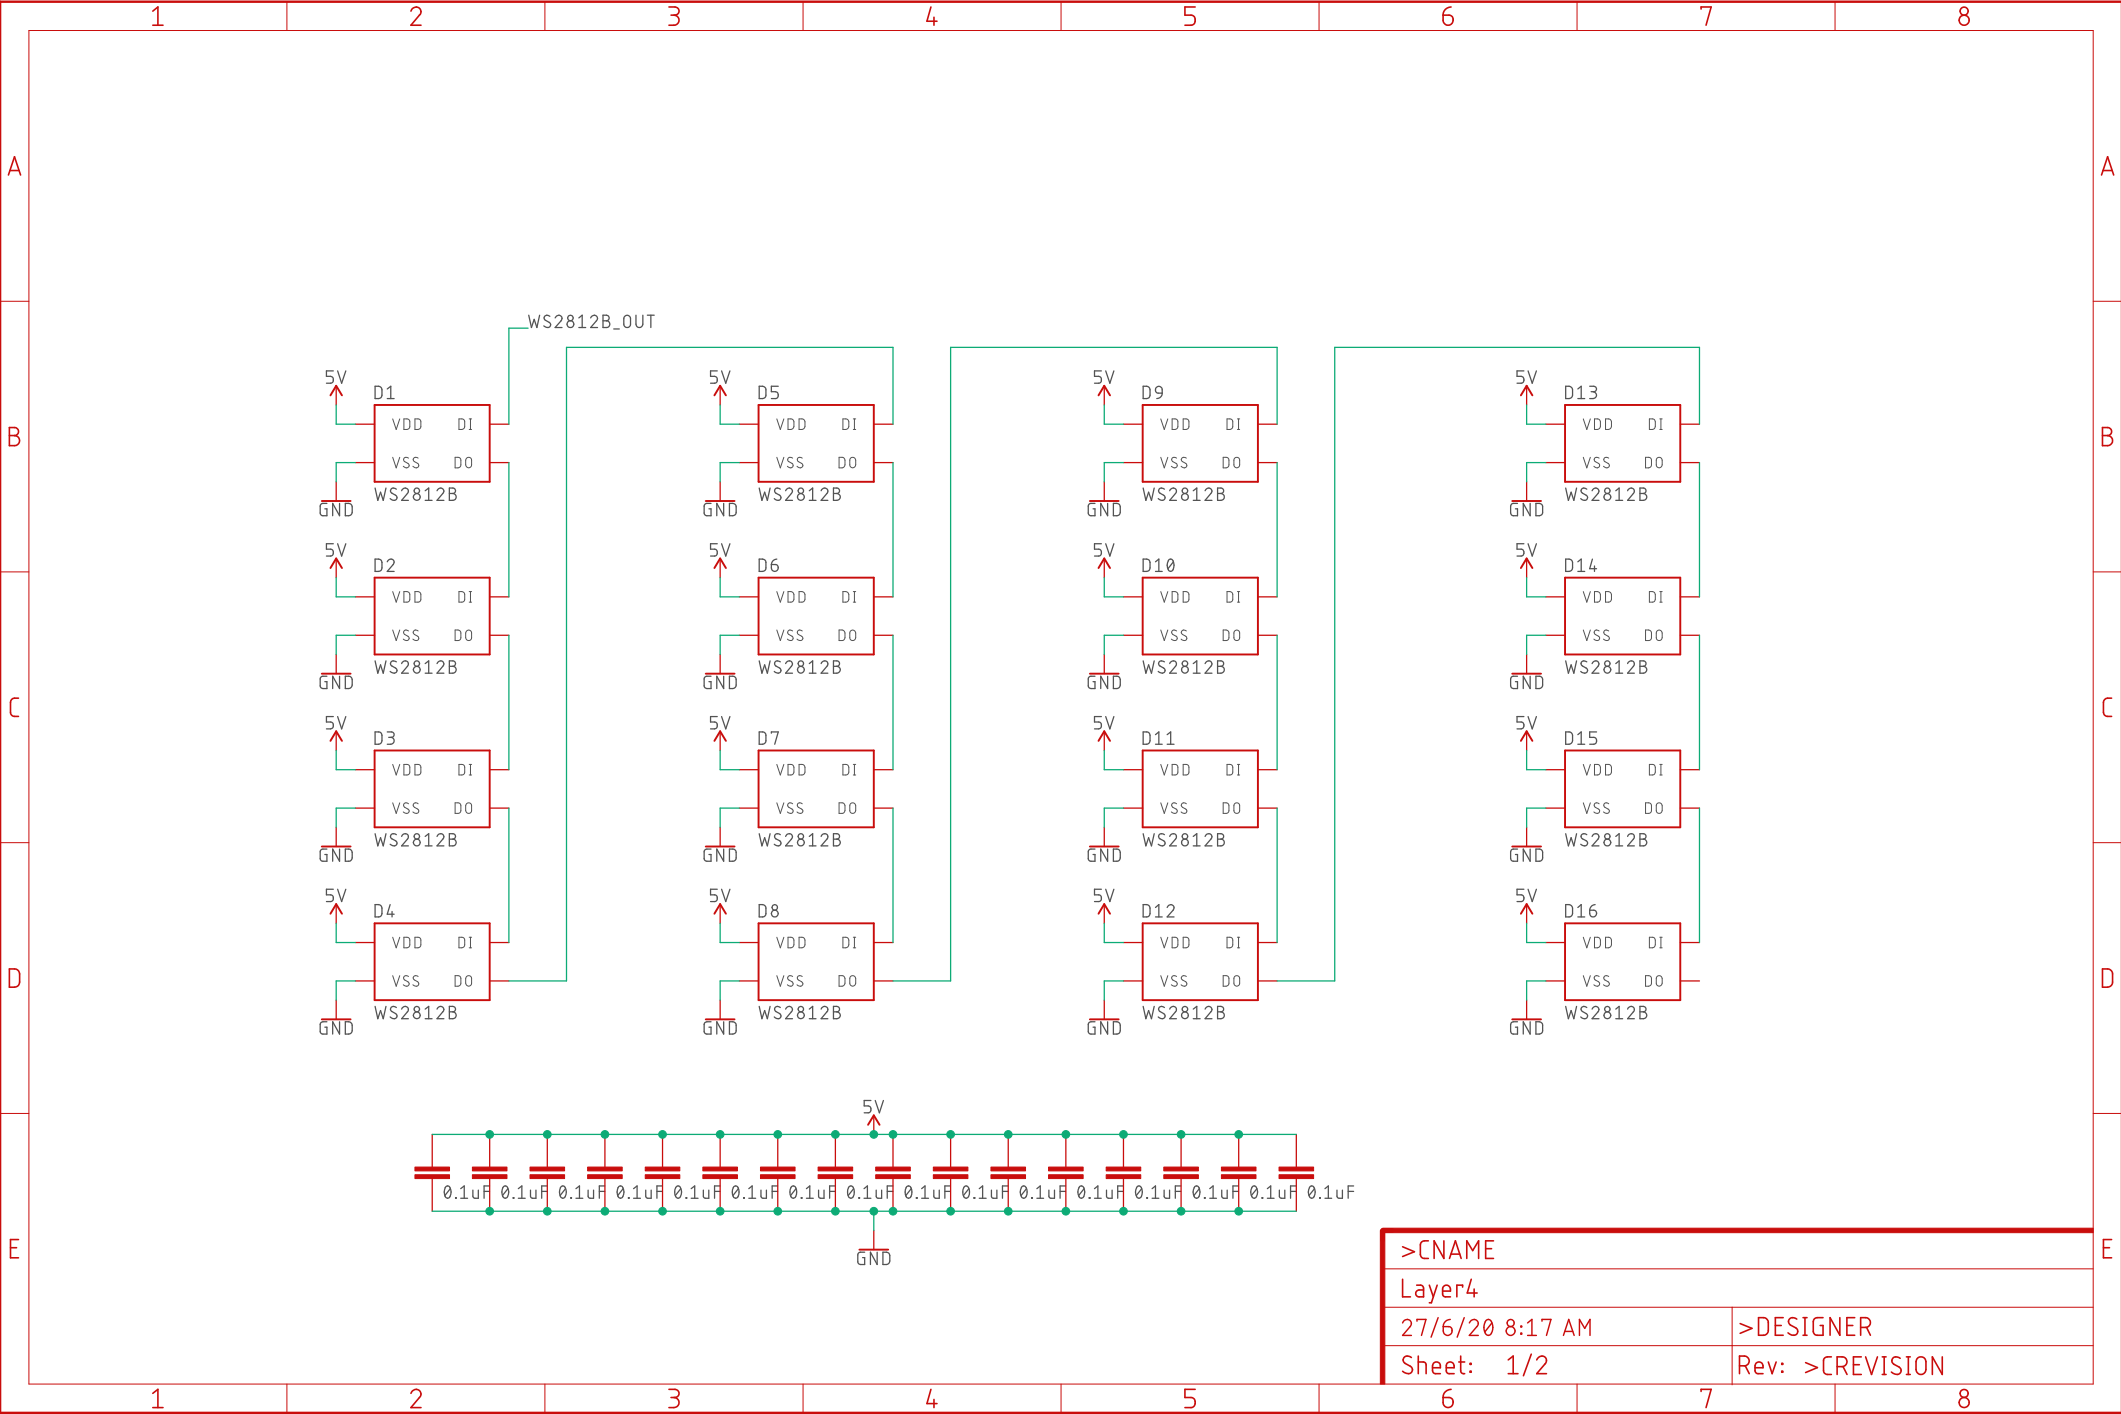 1 2 3 4 5 6 7 8
A A
WS2812B_OUT
5V 5V 5V 5V
D1 D5 D9 D13
B VDD DI VDD DI VDD DI VDD DI B
VSS DO VSS DO VSS DO VSS DO
WS2812B WS2812B WS2812B WS2812B
GND GND GND GND
5V 5V 5V 5V
D2 D6 D10 D14
VDD DI VDD DI VDD DI VDD DI
VSS DO VSS DO VSS DO VSS DO
WS2812B WS2812B WS2812B WS2812B
GND GND GND GND
C C
5V 5V 5V 5V
D3 D7 D11 D15
VDD DI VDD DI VDD DI VDD DI
VSS DO VSS DO VSS DO VSS DO
WS2812B WS2812B WS2812B WS2812B
GND GND GND GND
5V 5V 5V 5V
D4 D8 D12 D16
VDD DI VDD DI VDD DI VDD DI
D VSS DO VSS DO VSS DO VSS DO D
WS2812B WS2812B WS2812B WS2812B
GND GND GND GND
5V
0.1uF 0.1uF 0.1uF 0.1uF 0.1uF 0.1uF 0.1uF 0.1uF 0.1uF 0.1uF 0.1uF 0.1uF 0.1uF 0.1uF 0.1uF 0.1uF
GND
E E
>CNAME
Layer4
27/6/20 8:17 AM >DESIGNER
Sheet: 1/2 Rev: >CREVISION
1 2 3 4 5 6 7 8